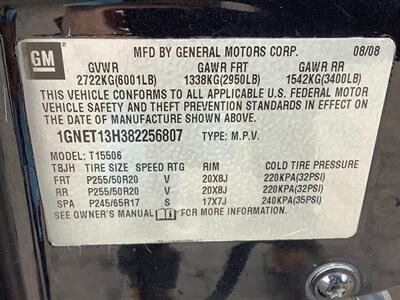 MFD BY GENERAL MOTORS CORP. 08/08
GM
GVWR GAWR FRT GAWR RR
2722KG(6001LB) 1338KG(2950LB) 1542KG(3400LB)
THIS VEHICLE CONFORMS TO ALL APPLICABLE U.S. FEDERAL MOTOR
VEHICLE SAFETY AND THEFT PREVENTION STANDARDS IN EFFECT ON
THE DATE OF MANUFACTURE SHOWN ABOVE.
1GNET13H382256807 TYPE: M.P.V.
MODEL: T15506
TBJH TIRE SIZE SPEED RTG RIM COLD TIRE PRESSURE
FRT P255/50R20 V 20X8J 220KPA(32PSI)
RR P255/50R20 V 20X8J 220KPA(32PSI)
SPA P245/65R17 S 17X7J 240KPA(35PSI)
SEE OWNER'S MANUAL FOR MORE INFORMATION.